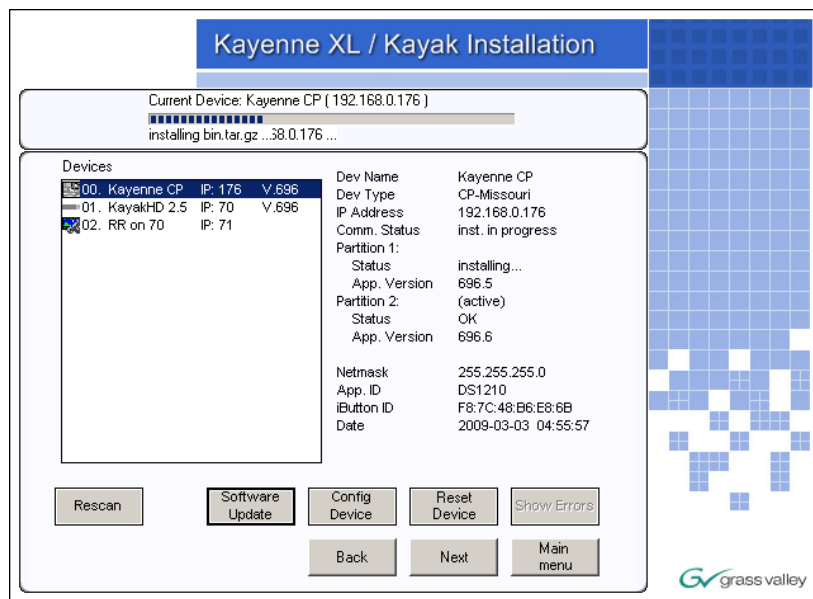 Kayenne XL / Kayak Installation
Current Device: Kayenne CP ( 192.168.0.176 )
installing bin.tar.gz ...58.0.176 ...
Devices
00. Kayenne CP IP: 176 V.696
01. KayakHD 2.5 IP: 70 V.696
02. RR on 70 IP: 71
Dev Name Kayenne CP
Dev Type CP-Missouri
IP Address 192.168.0.176
Comm. Status inst. in progress
Partition 1:
Status installing...
App. Version 696.5
Partition 2: (active)
Status OK
App. Version 696.6
Netmask 255.255.255.0
App. ID DS1210
iButton ID F8:7C:48:B6:E8:6B
Date 2009-03-03 04:55:57
Rescan
Software Update
Config Device
Reset Device
Show Errors
Back
Next
Main menu
GV grass valley